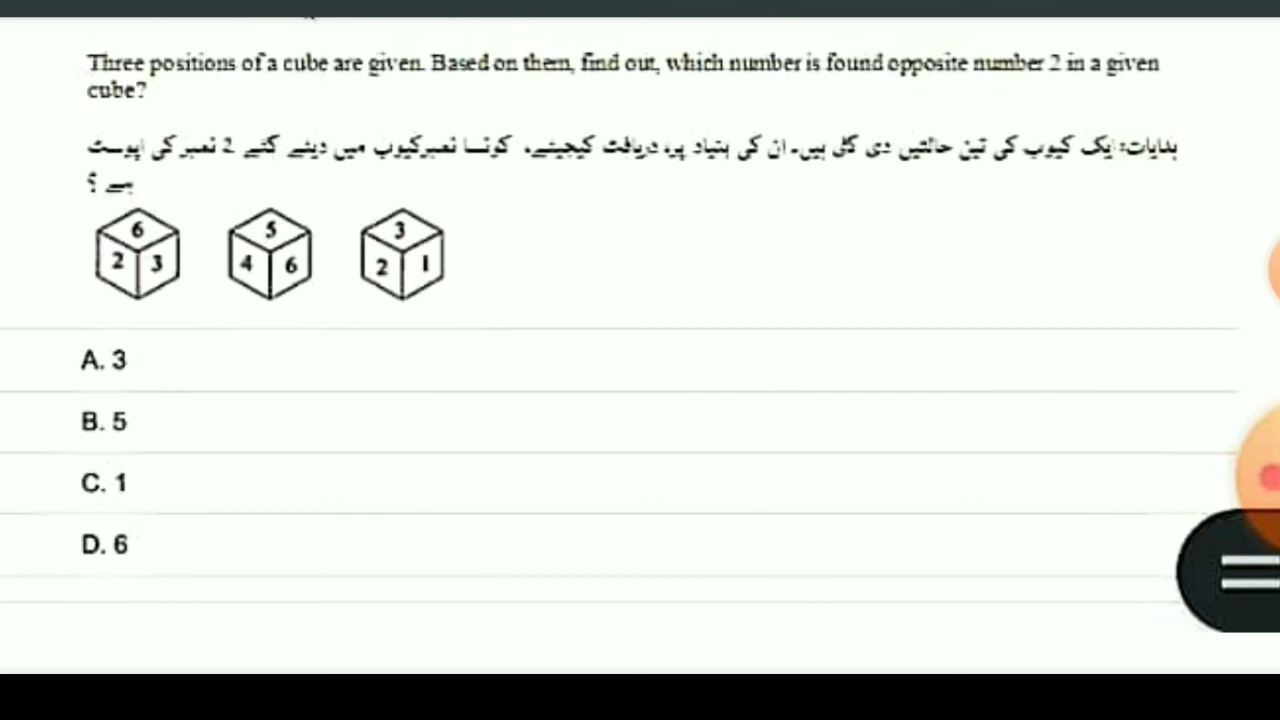 Three positions of a cube are given. Based on them, find out, which number is found opposite number 2 in a given
cube?
ہدایات: ایک کیوب کی تین حالتیں دی گئی ہیں۔ ان کی بنیاد پر، دریافت کیجیئے، کونسا نمبرکیوب میں دیئے گئے 2 نمبر کی اپوسٹ
ہے ؟
6 5 3
2 3 4 6 2 1
A. 3
B. 5
C. 1
D. 6